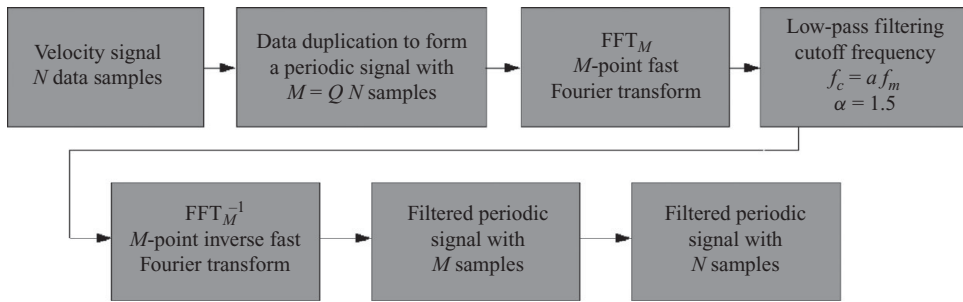 Velocity signal
N data samples
Data duplication to form
a periodic signal with
M = Q N samples
FFT_M
M-point fast
Fourier transform
Low-pass filtering
cutoff frequency
f_c = a f_m
α = 1.5
FFT_M^−1
M-point inverse fast
Fourier transform
Filtered periodic
signal with
M samples
Filtered periodic
signal with
N samples